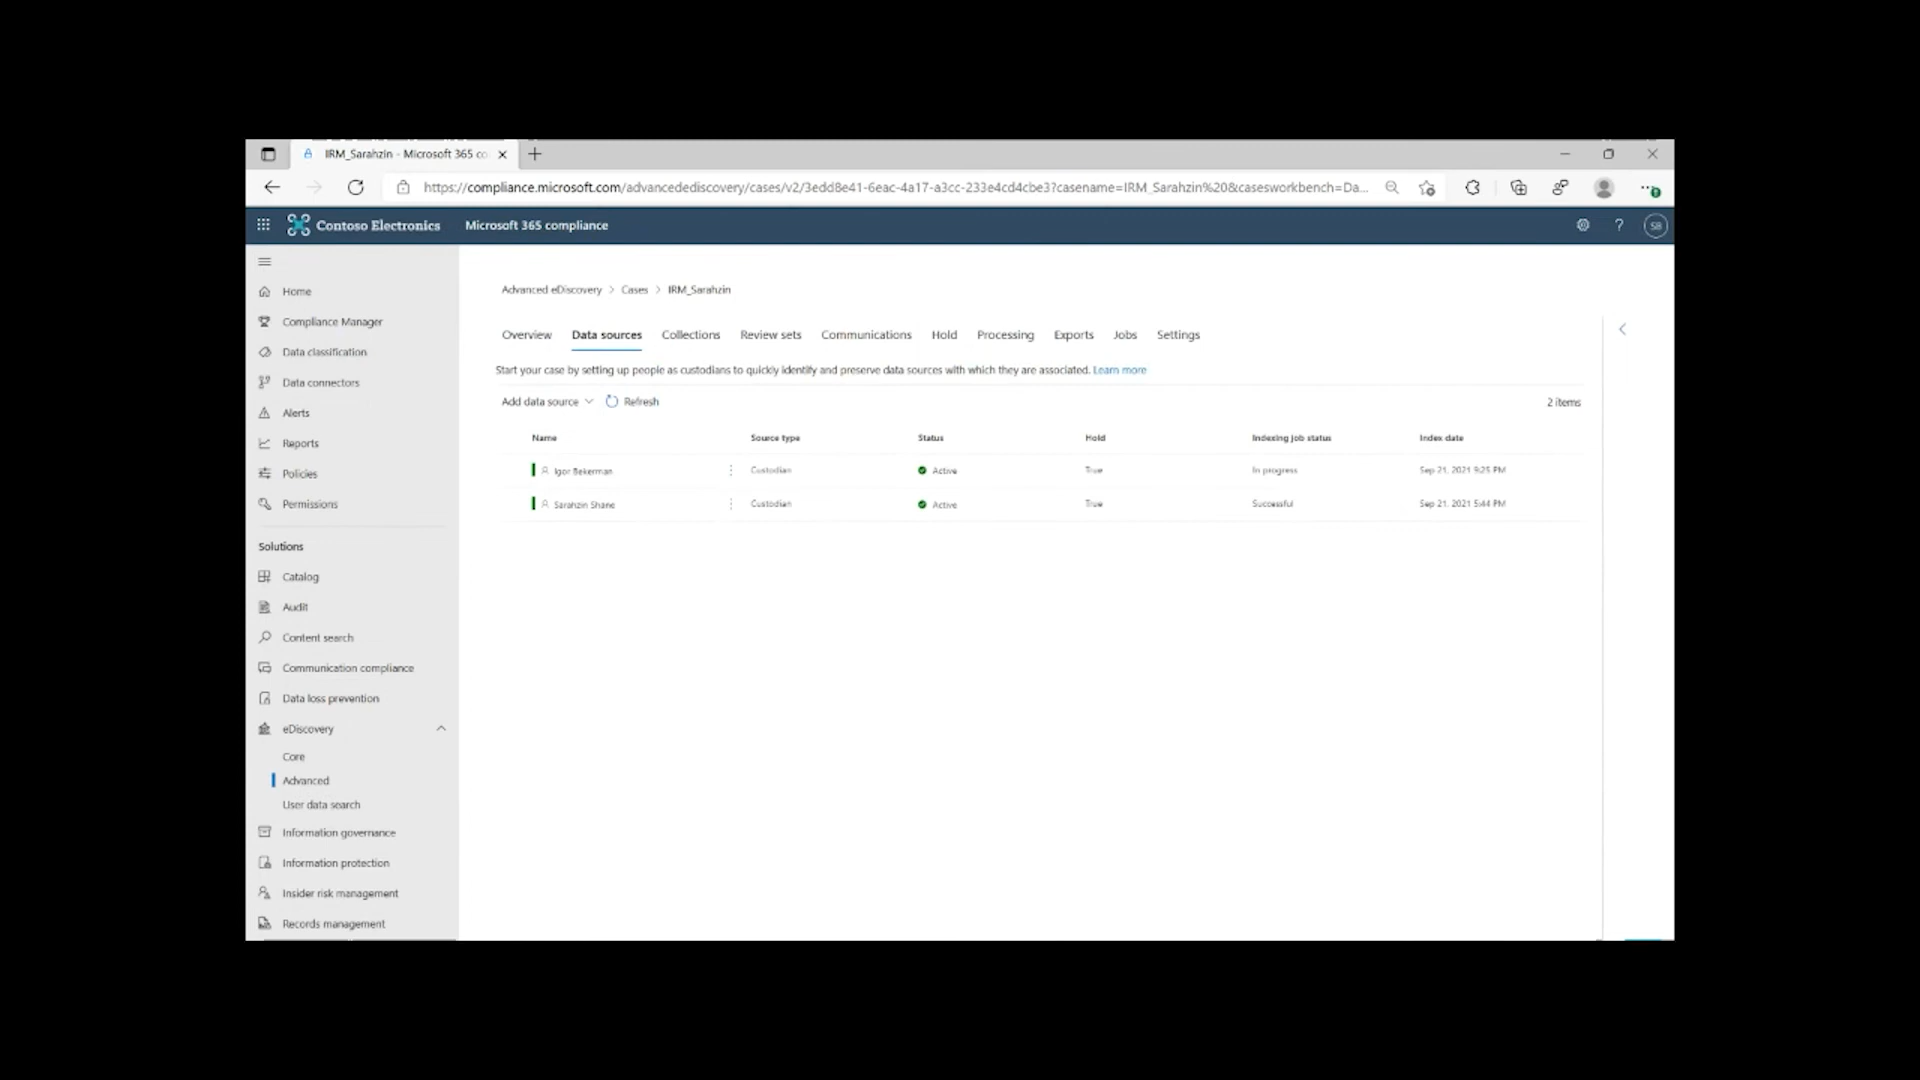 IRM_Sarahzin - Microsoft 365 co
https://compliance.microsoft.com/advancedediscovery/cases/v2/3edd8e41-6eac-4a17-a3cc-233e4cd4cbe3?casename=IRM_Sarahzin%20&casesworkbench=Da...
Contoso Electronics
Microsoft 365 compliance
?
SB
Home
Compliance Manager
Data classification
Data connectors
Alerts
Reports
Policies
Permissions
Solutions
Catalog
Audit
Content search
Communication compliance
Data loss prevention
eDiscovery
Core
Advanced
User data search
Information governance
Information protection
Insider risk management
Records management
Advanced eDiscovery > Cases > IRM_Sarahzin
Overview Data sources Collections Review sets Communications Hold Processing Exports Jobs Settings
Start your case by setting up people as custodians to quickly identify and preserve data sources with which they are associated. Learn more
Add data source Refresh 2 items
Name Source type Status Hold Indexing job status Index date
Igor Bekerman Custodian Active True In progress Sep 21, 2021 9:25 PM
Sarahzin Shane Custodian Active True Successful Sep 21, 2021 5:44 PM